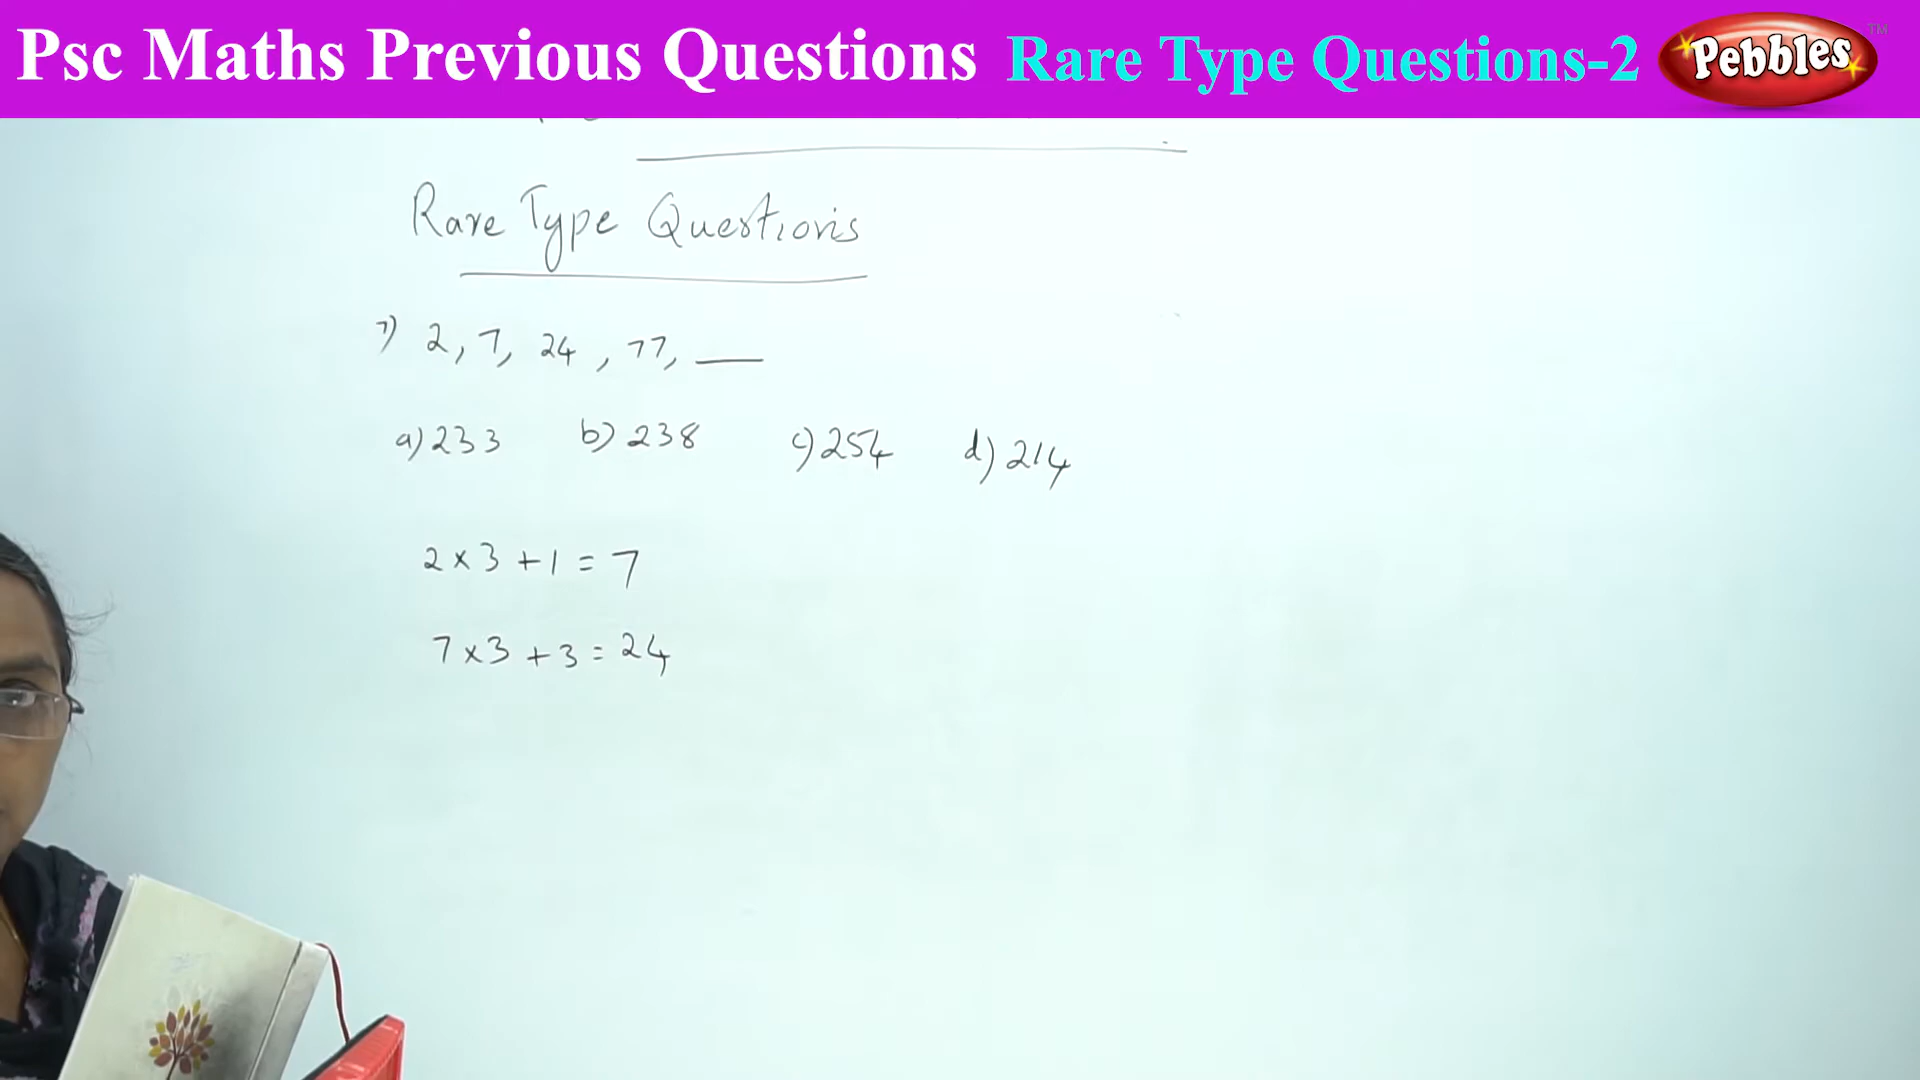 Psc Maths Previous Questions Rare Type Questions-2 Pebbles TM
Rare Type Questions
7) 2, 7, 24, 77, ___
a) 233 b) 238 c) 254 d) 214
2 × 3 + 1 = 7
7 × 3 + 3 = 24